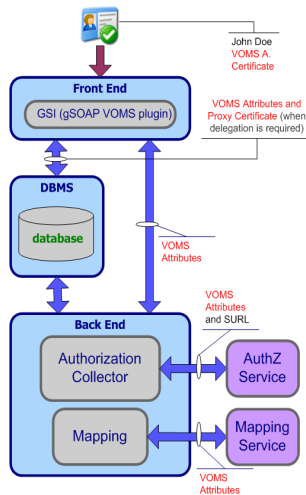 John Doe
VOMS A.
Certificate
Front End
GSI (gSOAP VOMS plugin)
VOMS Attributes and
Proxy Certificate (when
delegation is required)
DBMS
database
VOMS
Attributes
Back End
VOMS
Attributes
and SURL
Authorization
Collector
AuthZ
Service
Mapping
Mapping
Service
VOMS
Attributes